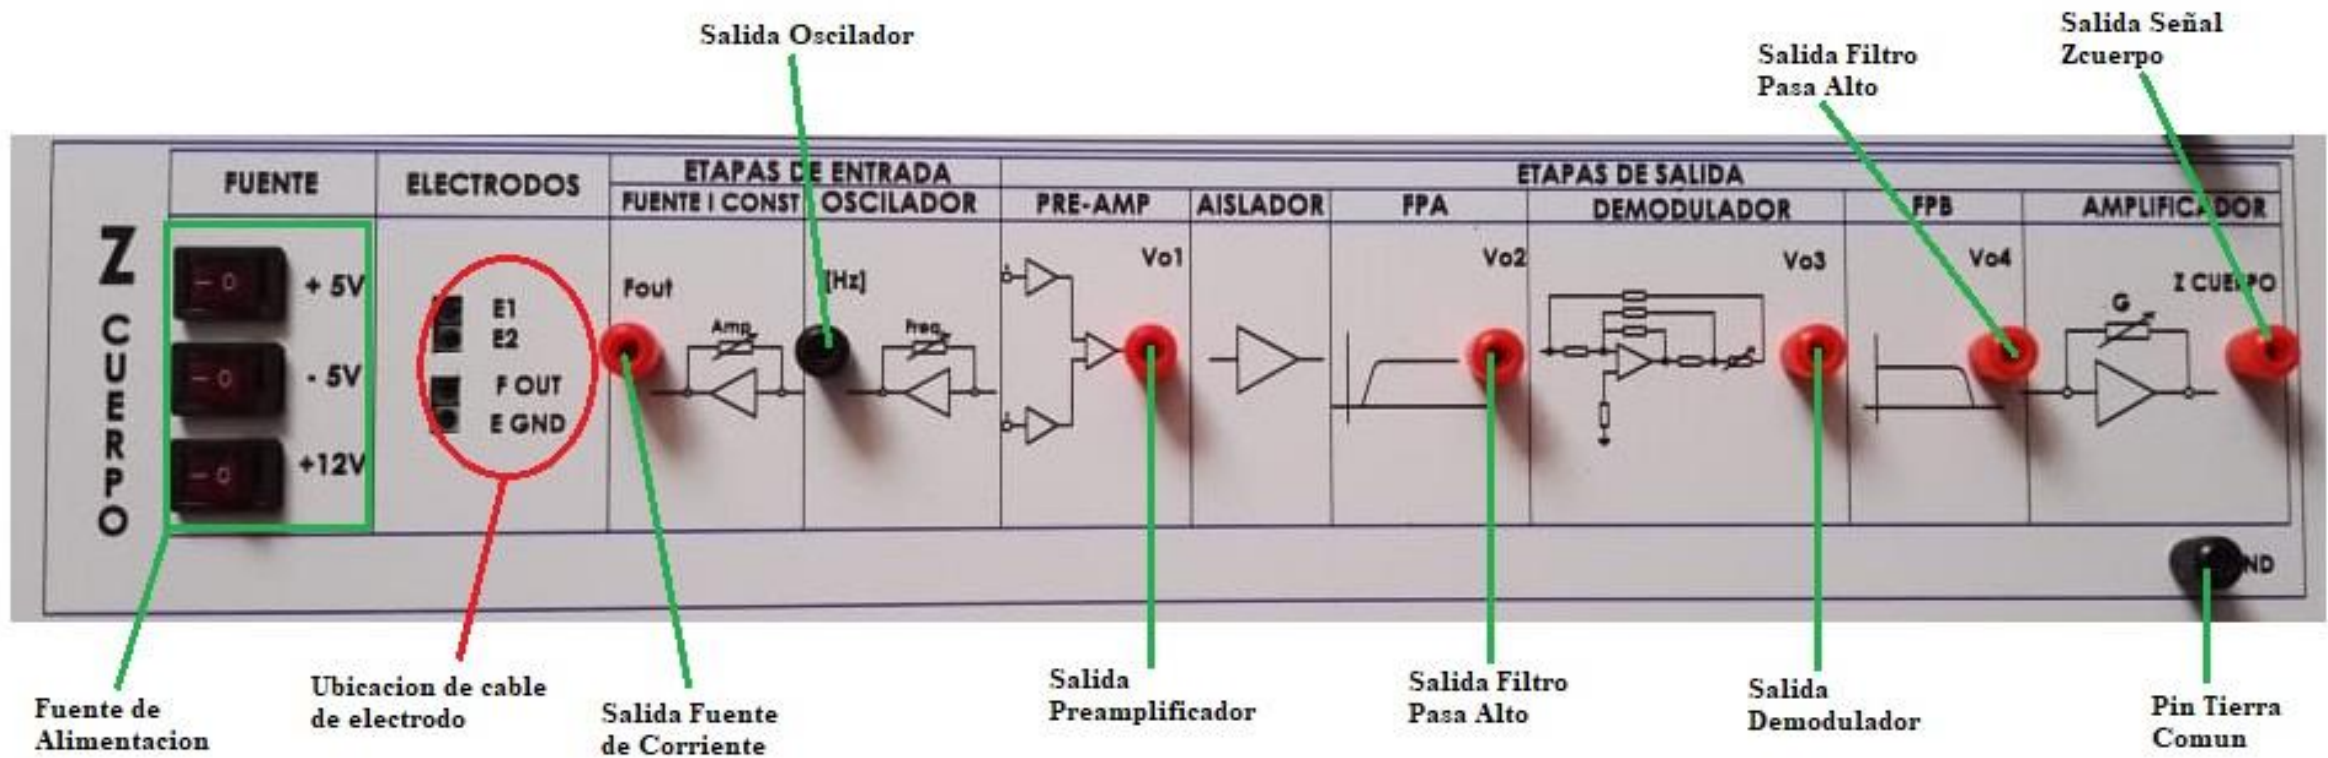 Salida Oscilador
Salida Filtro
Pasa Alto
Salida Señal
Zcuerpo
Z CUERPO
FUENTE
ELECTRODOS
ETAPAS DE ENTRADA
ETAPAS DE SALIDA
FUENTE I CONST
OSCILADOR
PRE-AMP
AISLADOR
FPA
DEMODULADOR
FPB
AMPLIFICADOR
- O
+ 5V
- O
- 5V
- O
+12V
E1
E2
F OUT
E GND
Fout
Amp
[Hz]
Freq
Vo1
Vo2
Vo3
Vo4
G
Z CUERPO
ND
Fuente de
Alimentacion
Ubicacion de cable
de electrodo
Salida Fuente
de Corriente
Salida
Preamplificador
Salida Filtro
Pasa Alto
Salida
Demodulador
Pin Tierra
Comun